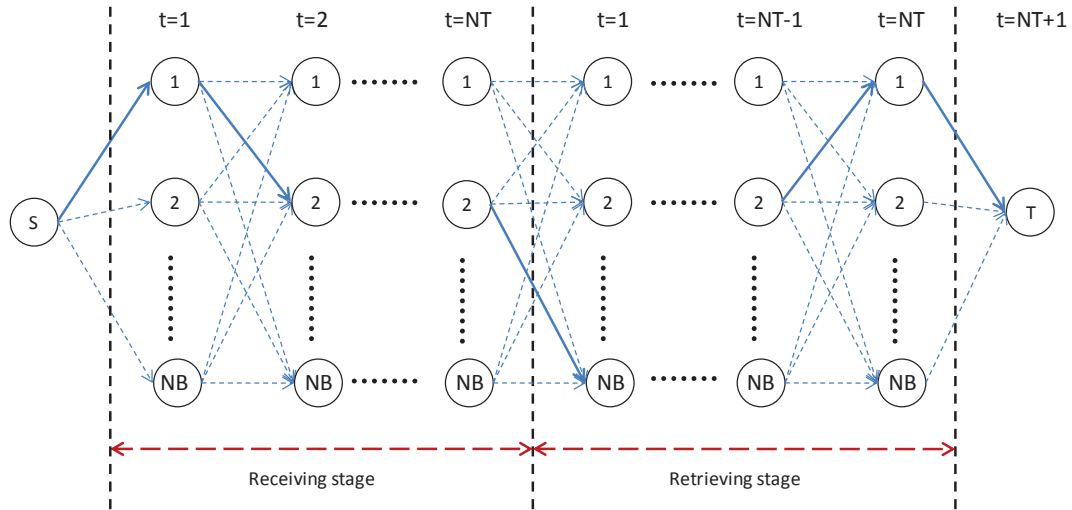 t=1 t=2 t=NT t=1 t=NT-1 t=NT t=NT+1
1 1 1 1 1 1
2 2 2 2 2 2
S T
NB NB NB NB NB NB
Receiving stage Retrieving stage